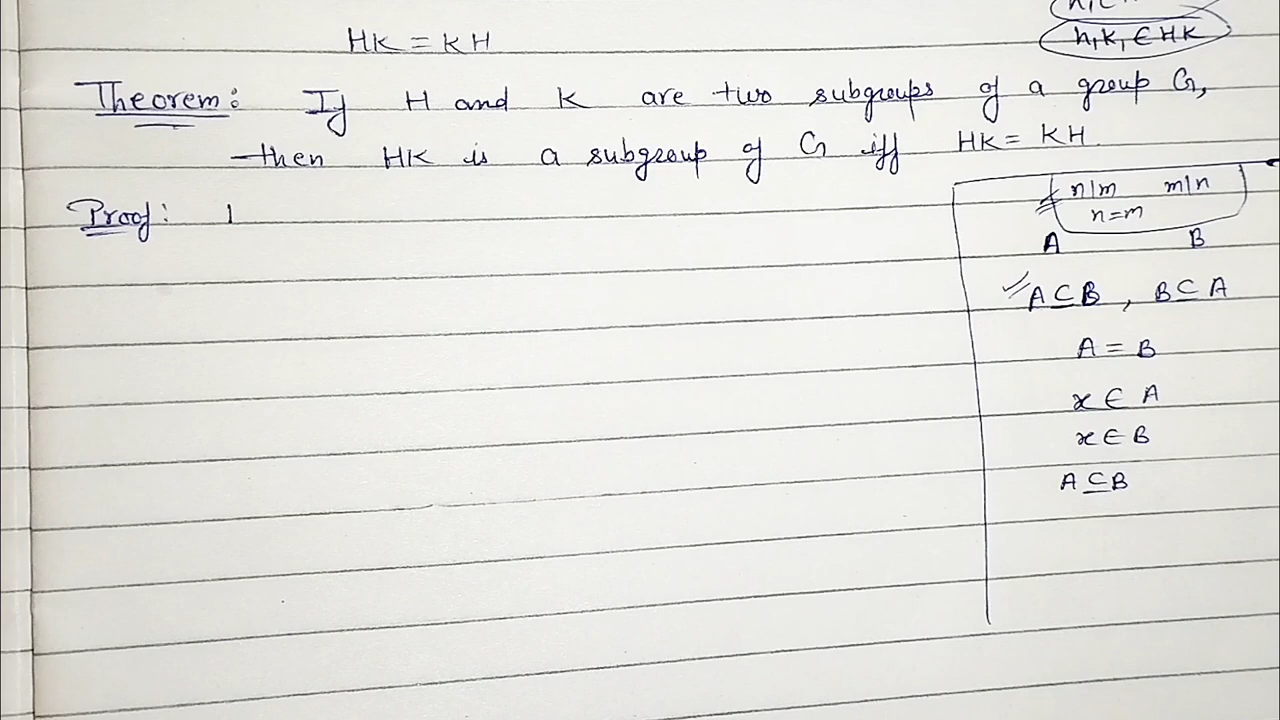 HK = KH
h₁k₁ ∈ HK
Theorem: If H and K are two subgroups of a group G,
then HK is a subgroup of G iff HK = KH.
Proof:
n|m m|n
n=m
A B
A ⊆ B , B ⊆ A
A = B
x ∈ A
x ∈ B
A ⊆ B